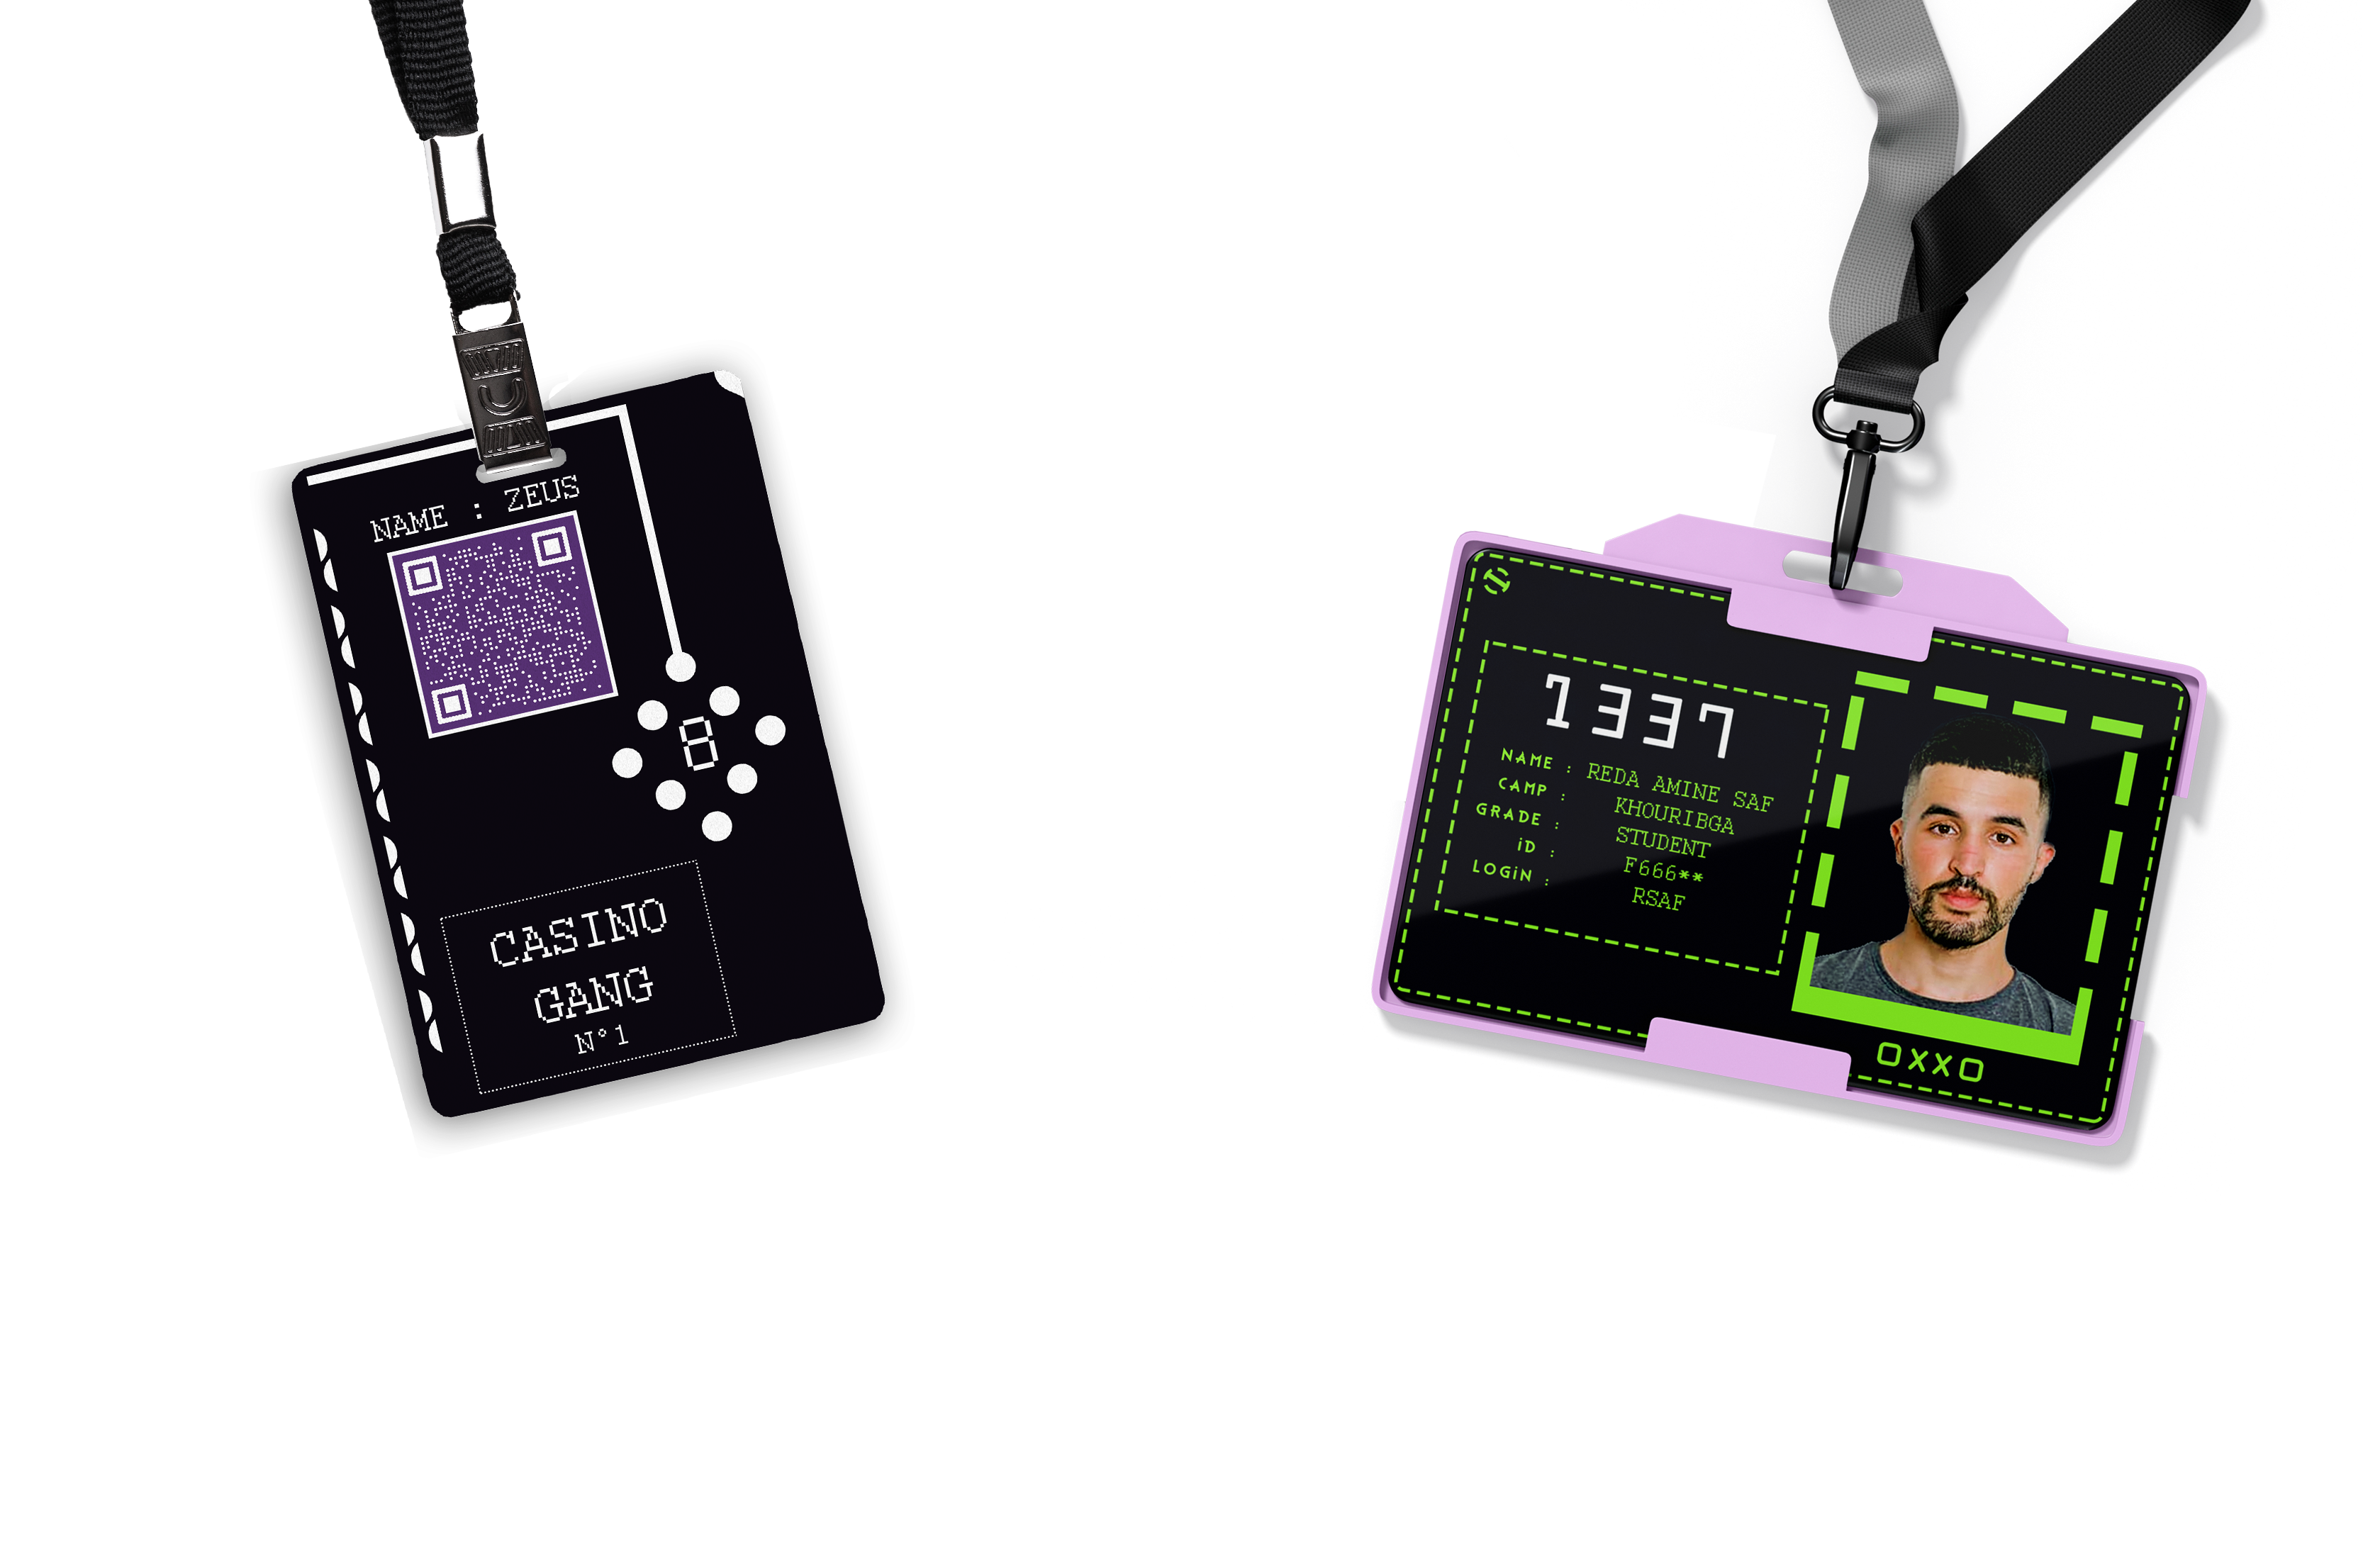 NAME : ZEUS
8
CASINO
GANG
N°1
1337
NAME : REDA AMINE SAF
CAMP : KHOURIBGA
GRADE : STUDENT
iD : F666**
LOGiN : RSAF
OXXO